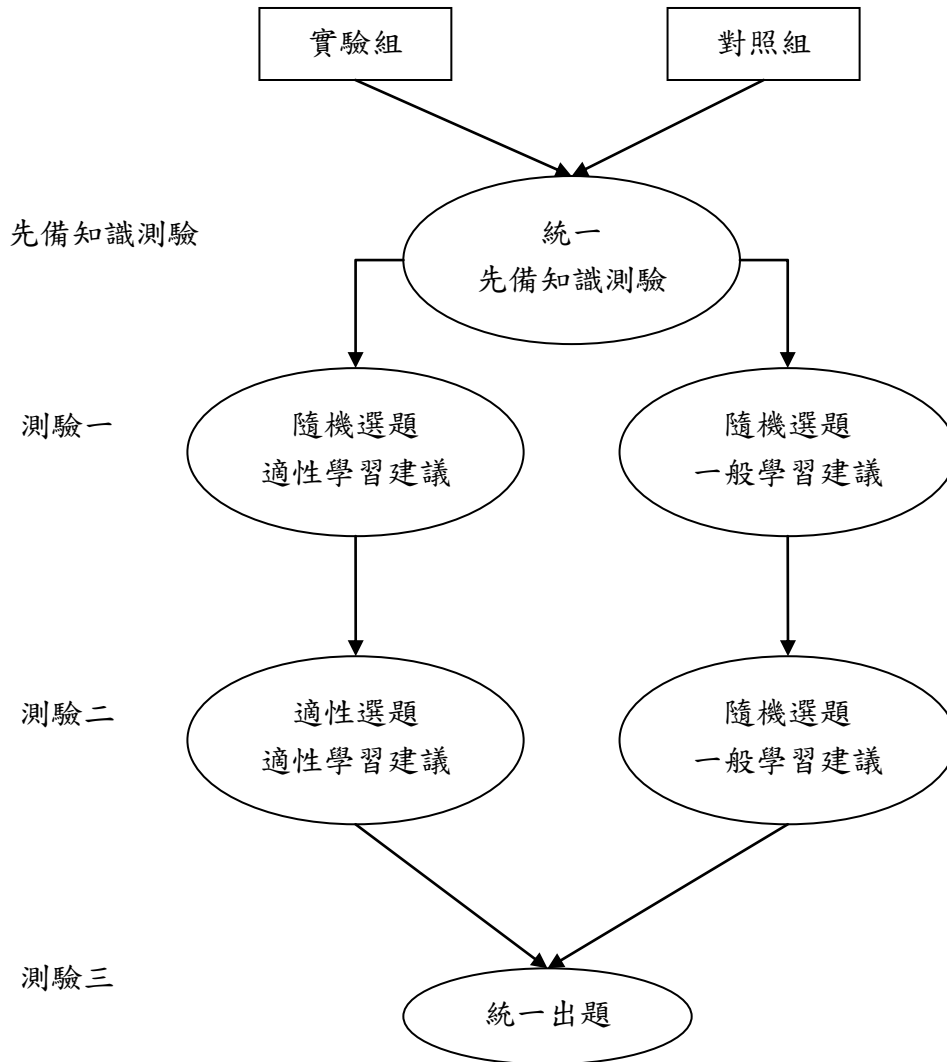 實驗組
對照組
先備知識測驗
統一
先備知識測驗
測驗一
隨機選題
適性學習建議
隨機選題
一般學習建議
測驗二
適性選題
適性學習建議
隨機選題
一般學習建議
測驗三
統一出題